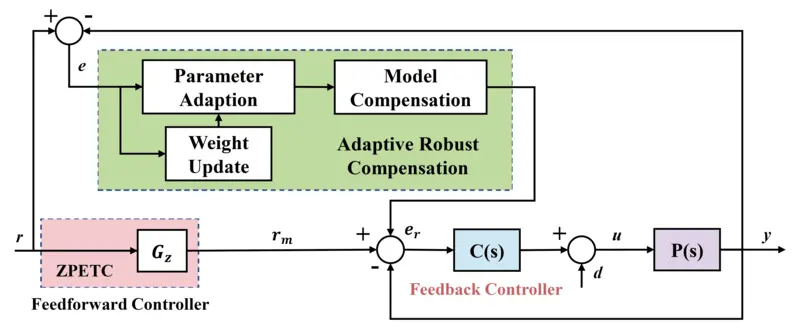 +
-
e
Parameter
Adaption
Model
Compensation
Weight
Update
Adaptive Robust
Compensation
r
G_z
ZPETC
Feedforward Controller
r_m
+
-
e_r
C(s)
Feedback Controller
+
d
u
P(s)
y